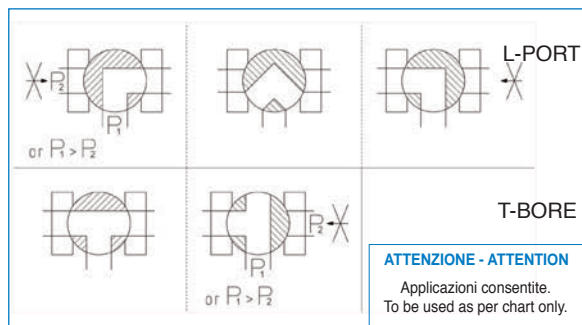 L-PORT
P2
P1
or P1 > P2
T-BORE
P2
P1
or P1 > P2
ATTENZIONE - ATTENTION
Applicazioni consentite.
To be used as per chart only.